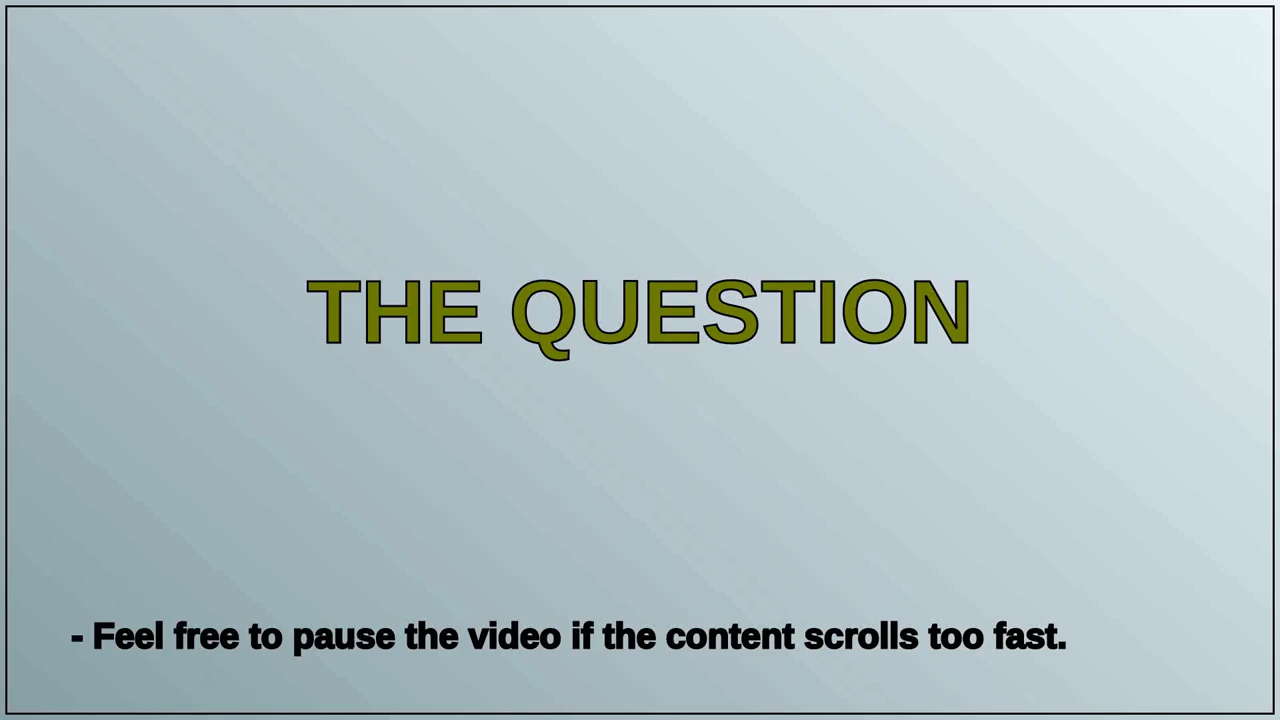 THE QUESTION
- Feel free to pause the video if the content scrolls too fast.